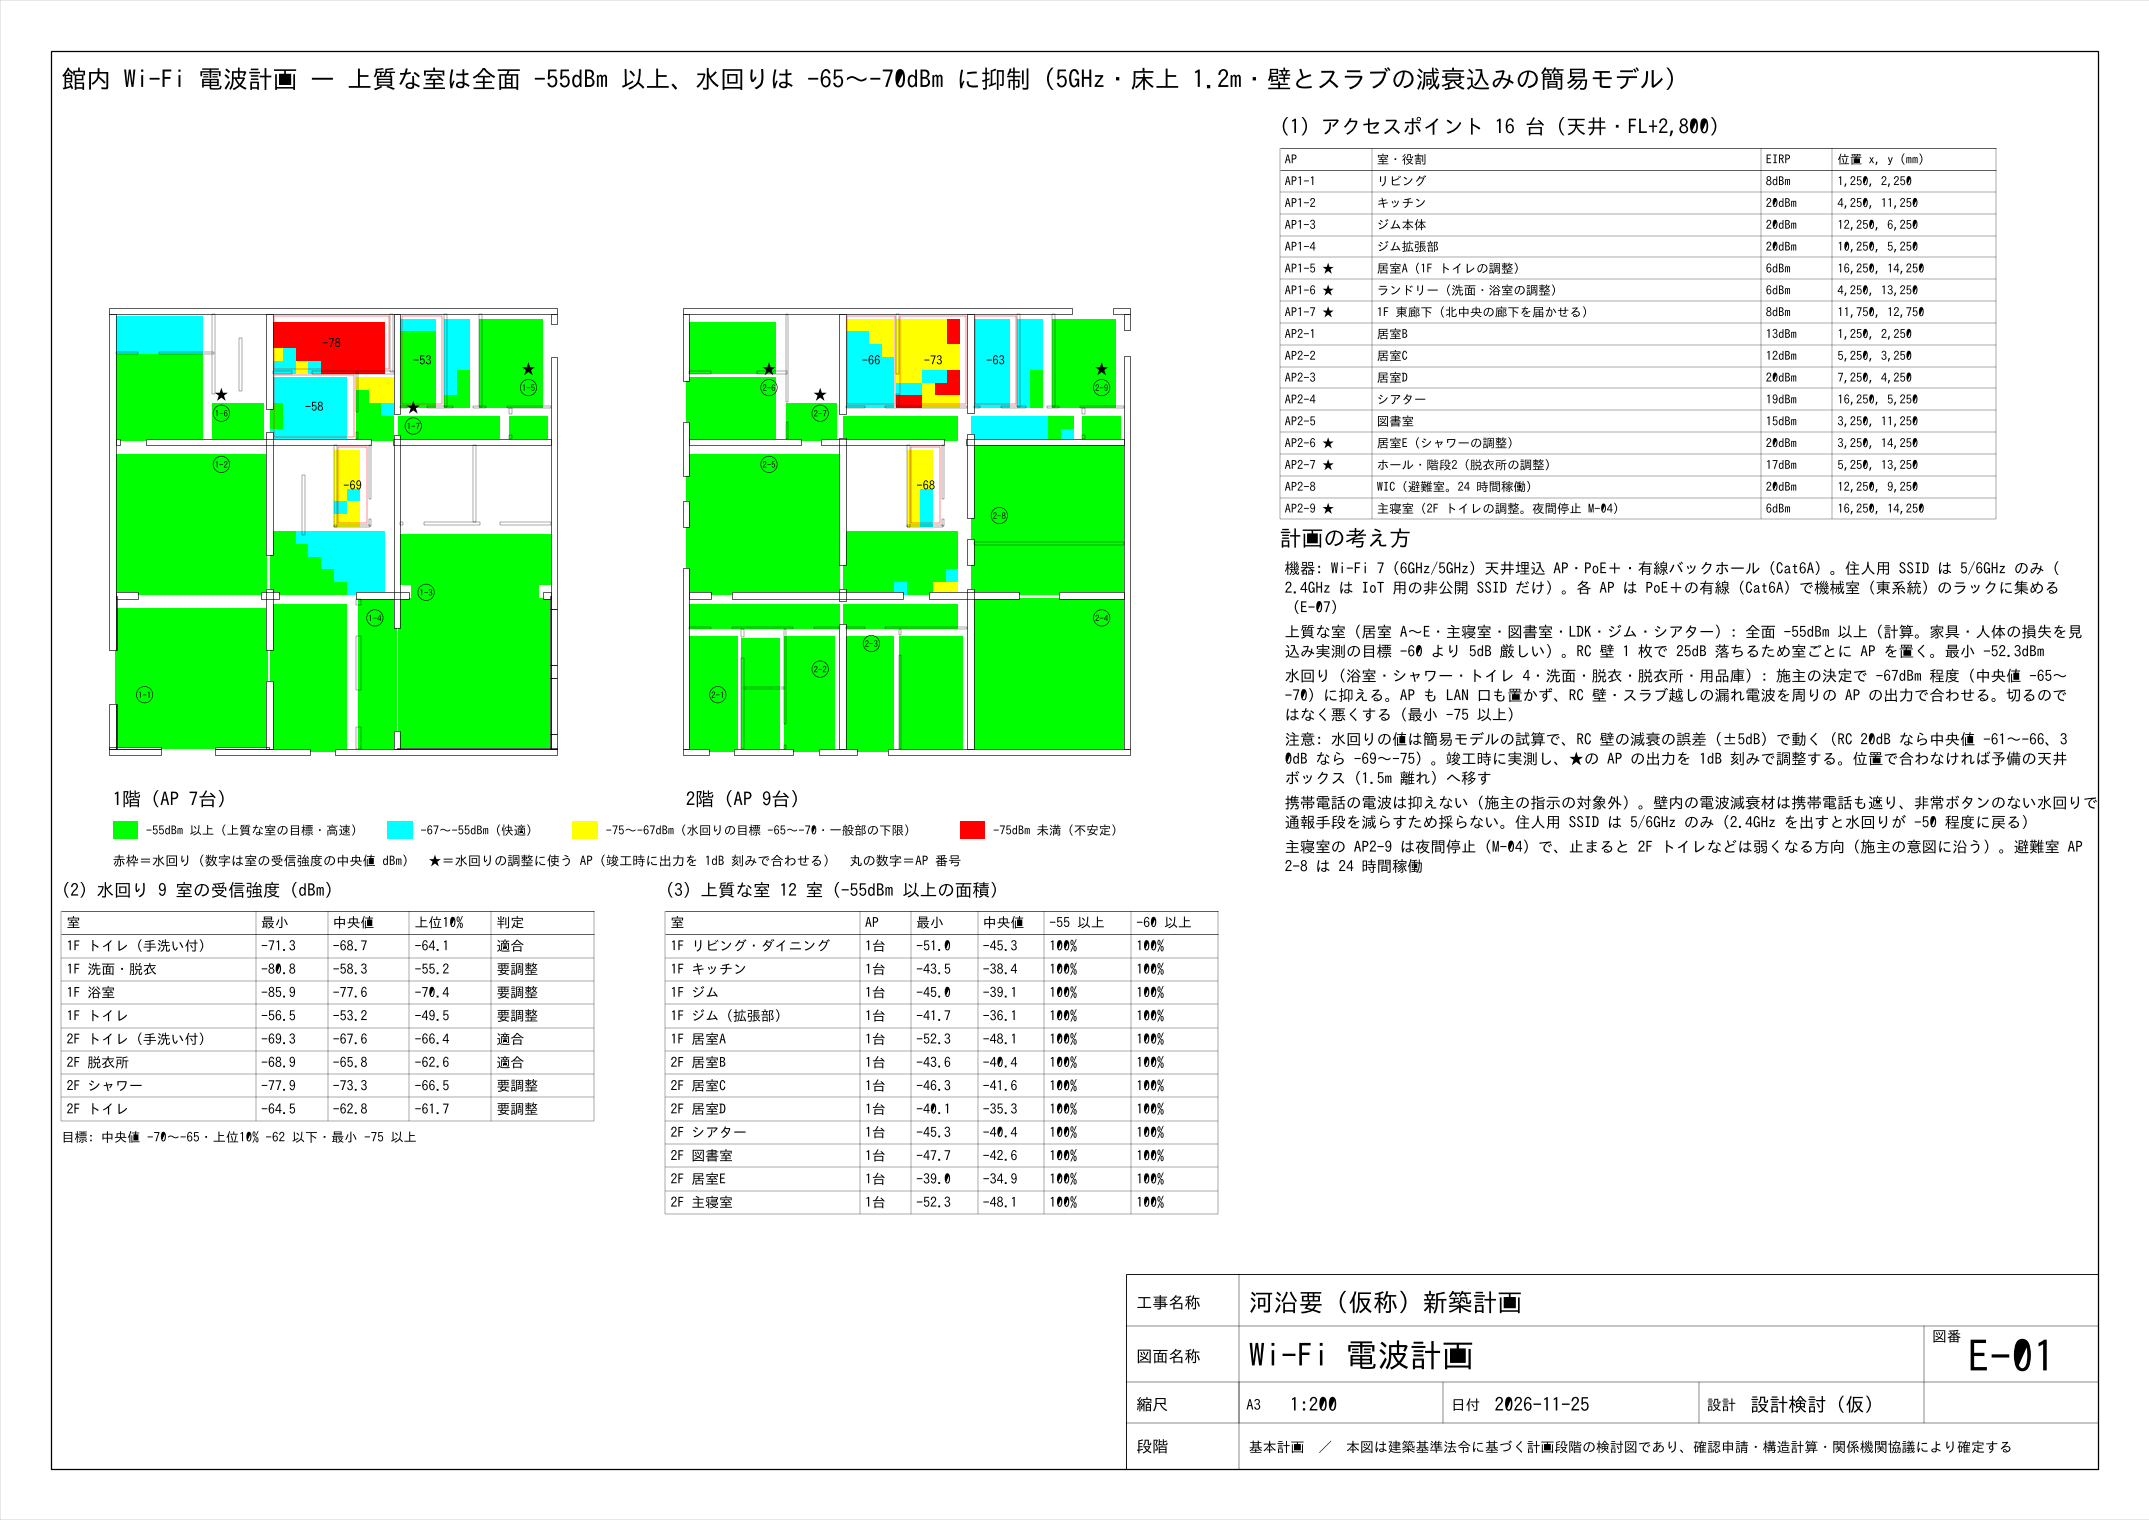 館内 Wi-Fi 電波計画 — 上質な室は全面 -55dBm 以上、水回りは -65～-70dBm に抑制（5GHz・床上 1.2m・壁とスラブの減衰込みの簡易モデル）
(1) アクセスポイント 16 台（天井・FL+2,800）
AP 室・役割 EIRP 位置 x, y (mm)
AP1-1 リビング 8dBm 1,250, 2,250
AP1-2 キッチン 20dBm 4,250, 11,250
AP1-3 ジム本体 20dBm 12,250, 6,250
AP1-4 ジム拡張部 20dBm 10,250, 5,250
AP1-5 ★ 居室A（1F トイレの調整） 6dBm 16,250, 14,250
AP1-6 ★ ランドリー（洗面・浴室の調整） 6dBm 4,250, 13,250
AP1-7 ★ 1F 東廊下（北中央の廊下を届かせる） 8dBm 11,750, 12,750
AP2-1 居室B 13dBm 1,250, 2,250
AP2-2 居室C 12dBm 5,250, 3,250
AP2-3 居室D 20dBm 7,250, 4,250
AP2-4 シアター 19dBm 16,250, 5,250
AP2-5 図書室 15dBm 3,250, 11,250
AP2-6 ★ 居室E（シャワーの調整） 20dBm 3,250, 14,250
AP2-7 ★ ホール・階段2（脱衣所の調整） 17dBm 5,250, 13,250
AP2-8 WIC（避難室。24 時間稼働） 20dBm 12,250, 9,250
AP2-9 ★ 主寝室（2F トイレの調整。夜間停止 M-04） 6dBm 16,250, 14,250
計画の考え方
機器: Wi-Fi 7（6GHz/5GHz）天井埋込 AP・PoE＋・有線バックホール（Cat6A）。住人用 SSID は 5/6GHz のみ（
2.4GHz は IoT 用の非公開 SSID だけ）。各 AP は PoE＋の有線（Cat6A）で機械室（東系統）のラックに集める
（E-07）
上質な室（居室 A～E・主寝室・図書室・LDK・ジム・シアター）: 全面 -55dBm 以上（計算。家具・人体の損失を見
込み実測の目標 -60 より 5dB 厳しい）。RC 壁 1 枚で 25dB 落ちるため室ごとに AP を置く。最小 -52.3dBm
水回り（浴室・シャワー・トイレ 4・洗面・脱衣・脱衣所・用品庫）: 施主の決定で -67dBm 程度（中央値 -65～
-70）に抑える。AP も LAN 口も置かず、RC 壁・スラブ越しの漏れ電波を周りの AP の出力で合わせる。切るので
はなく悪くする（最小 -75 以上）
注意: 水回りの値は簡易モデルの試算で、RC 壁の減衰の誤差（±5dB）で動く（RC 20dB なら中央値 -61～-66、3
0dB なら -69～-75）。竣工時に実測し、★の AP の出力を 1dB 刻みで調整する。位置で合わなければ予備の天井
ボックス（1.5m 離れ）へ移す
携帯電話の電波は抑えない（施主の指示の対象外）。壁内の電波減衰材は携帯電話も遮り、非常ボタンのない水回りで
通報手段を減らすため採らない。住人用 SSID は 5/6GHz のみ（2.4GHz を出すと水回りが -50 程度に戻る）
主寝室の AP2-9 は夜間停止（M-04）で、止まると 2F トイレなどは弱くなる方向（施主の意図に沿う）。避難室 AP
2-8 は 24 時間稼働
-78
-53
★
1-5
★
1-6
-58
★
1-7
1-2
-69
1-3
1-4
1-1
-66
-73
-63
★
2-6
★
2-9
★
2-7
2-5
-68
2-8
2-4
2-3
2-2
2-1
1階（AP 7台）
2階（AP 9台）
-55dBm 以上（上質な室の目標・高速） -67～-55dBm（快適） -75～-67dBm（水回りの目標 -65～-70・一般部の下限） -75dBm 未満（不安定）
赤枠＝水回り（数字は室の受信強度の中央値 dBm） ★＝水回りの調整に使う AP（竣工時に出力を 1dB 刻みで合わせる） 丸の数字＝AP 番号
(2) 水回り 9 室の受信強度（dBm）
室 最小 中央値 上位10% 判定
1F トイレ（手洗い付） -71.3 -68.7 -64.1 適合
1F 洗面・脱衣 -80.8 -58.3 -55.2 要調整
1F 浴室 -85.9 -77.6 -70.4 要調整
1F トイレ -56.5 -53.2 -49.5 要調整
2F トイレ（手洗い付） -69.3 -67.6 -66.4 適合
2F 脱衣所 -68.9 -65.8 -62.6 適合
2F シャワー -77.9 -73.3 -66.5 要調整
2F トイレ -64.5 -62.8 -61.7 要調整
目標: 中央値 -70～-65・上位10% -62 以下・最小 -75 以上
(3) 上質な室 12 室（-55dBm 以上の面積）
室 AP 最小 中央値 -55 以上 -60 以上
1F リビング・ダイニング 1台 -51.0 -45.3 100% 100%
1F キッチン 1台 -43.5 -38.4 100% 100%
1F ジム 1台 -45.0 -39.1 100% 100%
1F ジム（拡張部） 1台 -41.7 -36.1 100% 100%
1F 居室A 1台 -52.3 -48.1 100% 100%
2F 居室B 1台 -43.6 -40.4 100% 100%
2F 居室C 1台 -46.3 -41.6 100% 100%
2F 居室D 1台 -40.1 -35.3 100% 100%
2F シアター 1台 -45.3 -40.4 100% 100%
2F 図書室 1台 -47.7 -42.6 100% 100%
2F 居室E 1台 -39.0 -34.9 100% 100%
2F 主寝室 1台 -52.3 -48.1 100% 100%
工事名称 河沿要（仮称）新築計画
図面名称 Wi-Fi 電波計画 図番 E-01
縮尺 A3 1:200 日付 2026-11-25 設計 設計検討（仮）
段階 基本計画 ／ 本図は建築基準法令に基づく計画段階の検討図であり、確認申請・構造計算・関係機関協議により確定する